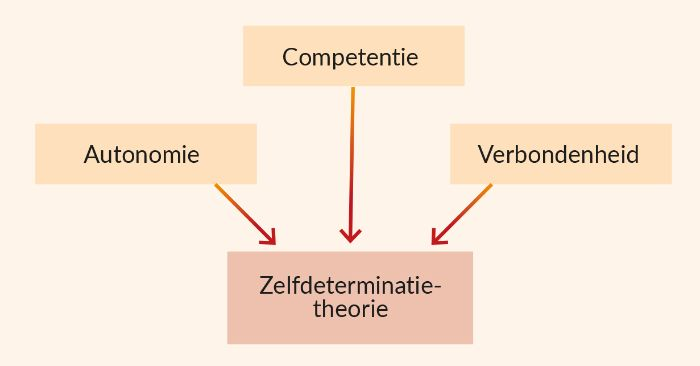 Competentie
Autonomie
Verbondenheid
Zelfdeterminatie-
theorie